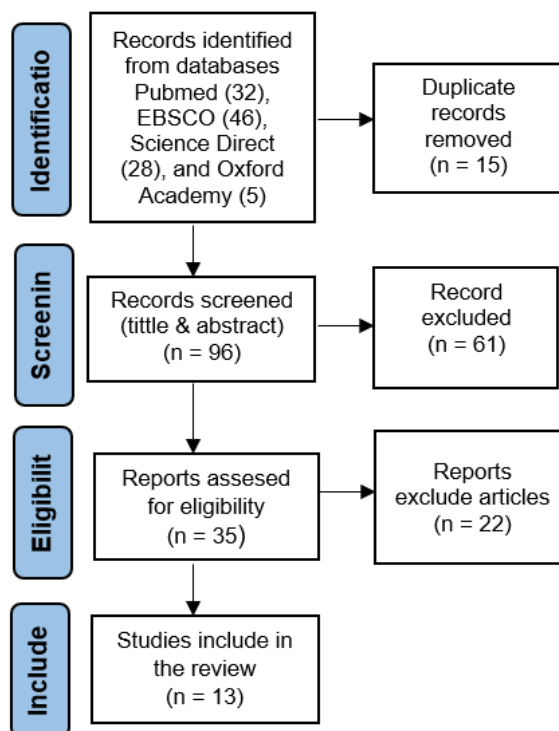 Identificatio
Records identified
from databases
Pubmed (32),
EBSCO (46),
Science Direct
(28), and Oxford
Academy (5)
Duplicate
records
removed
(n = 15)
Screenin
Records screened
(tittle & abstract)
(n = 96)
Record
excluded
(n = 61)
Eligibilit
Reports assesed
for eligibility
(n = 35)
Reports
exclude articles
(n = 22)
Include
Studies include in
the review
(n = 13)